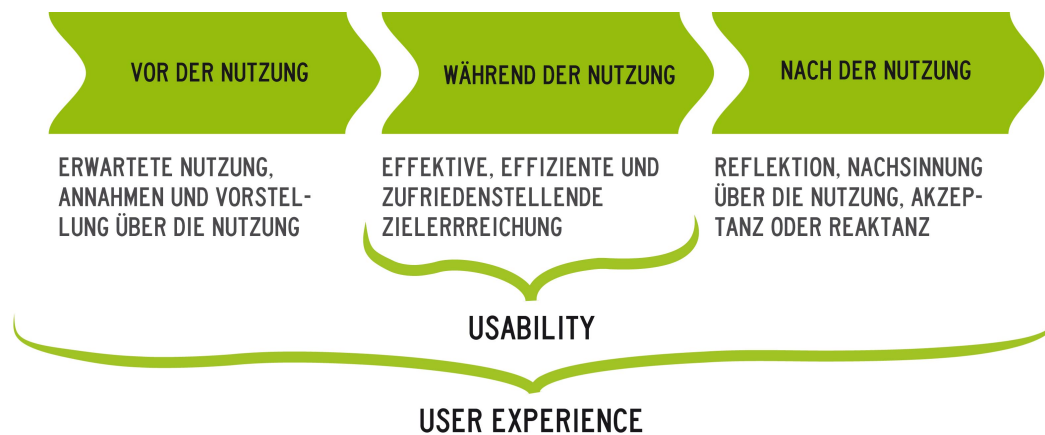 VOR DER NUTZUNG
WÄHREND DER NUTZUNG
NACH DER NUTZUNG
ERWARTETE NUTZUNG,
ANNAHMEN UND VORSTEL-
LUNG ÜBER DIE NUTZUNG
EFFEKTIVE, EFFIZIENTE UND
ZUFRIEDENSTELLENDE
ZIELERRREICHUNG
REFLEKTION, NACHSINNUNG
ÜBER DIE NUTZUNG, AKZEP-
TANZ ODER REAKTANZ
USABILITY
USER EXPERIENCE